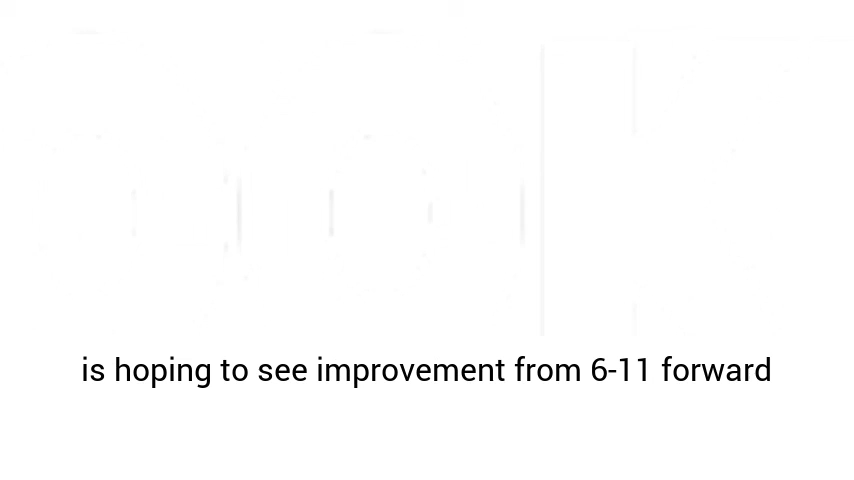 is hoping to see improvement from 6-11 forward